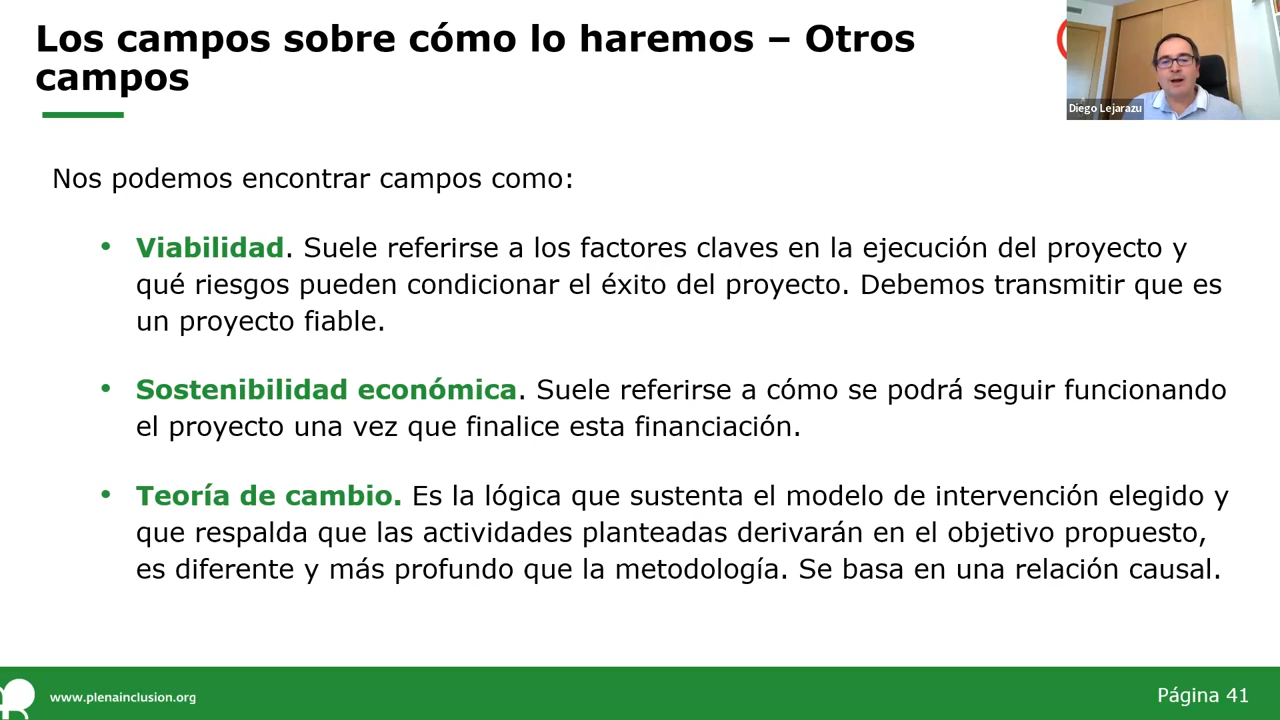 Los campos sobre cómo lo haremos – Otros
campos
Diego Lejarazu
Nos podemos encontrar campos como:
• Viabilidad. Suele referirse a los factores claves en la ejecución del proyecto y
qué riesgos pueden condicionar el éxito del proyecto. Debemos transmitir que es
un proyecto fiable.
• Sostenibilidad económica. Suele referirse a cómo se podrá seguir funcionando
el proyecto una vez que finalice esta financiación.
• Teoría de cambio. Es la lógica que sustenta el modelo de intervención elegido y
que respalda que las actividades planteadas derivarán en el objetivo propuesto,
es diferente y más profundo que la metodología. Se basa en una relación causal.
www.plenainclusion.org
Página 41